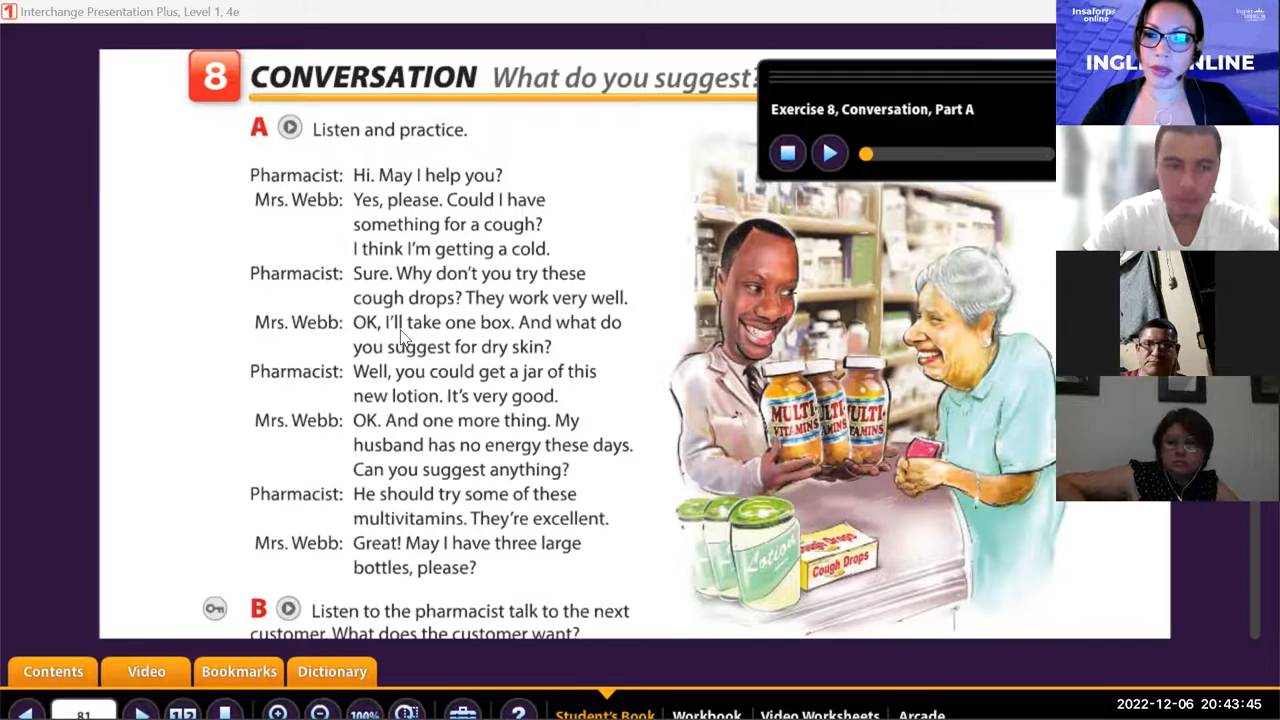 Interchange Presentation Plus, Level 1, 4e
8 CONVERSATION What do you suggest?
A Listen and practice.
Pharmacist: Hi. May I help you?
Mrs. Webb: Yes, please. Could I have
something for a cough?
I think I'm getting a cold.
Pharmacist: Sure. Why don't you try these
cough drops? They work very well.
Mrs. Webb: OK, I'll take one box. And what do
you suggest for dry skin?
Pharmacist: Well, you could get a jar of this
new lotion. It's very good.
Mrs. Webb: OK. And one more thing. My
husband has no energy these days.
Can you suggest anything?
Pharmacist: He should try some of these
multivitamins. They're excellent.
Mrs. Webb: Great! May I have three large
bottles, please?
B Listen to the pharmacist talk to the next
customer. What does the customer want?
Exercise 8, Conversation, Part A
MULTI-
VITAMINS
Lotion
Cough Drops
Cough Drops
Insaforp
online
Contents
Video
Bookmarks
Dictionary
81
100%
?
Student's Book
Workbook
Video Worksheets
Arcade
2022-12-06 20:43:45